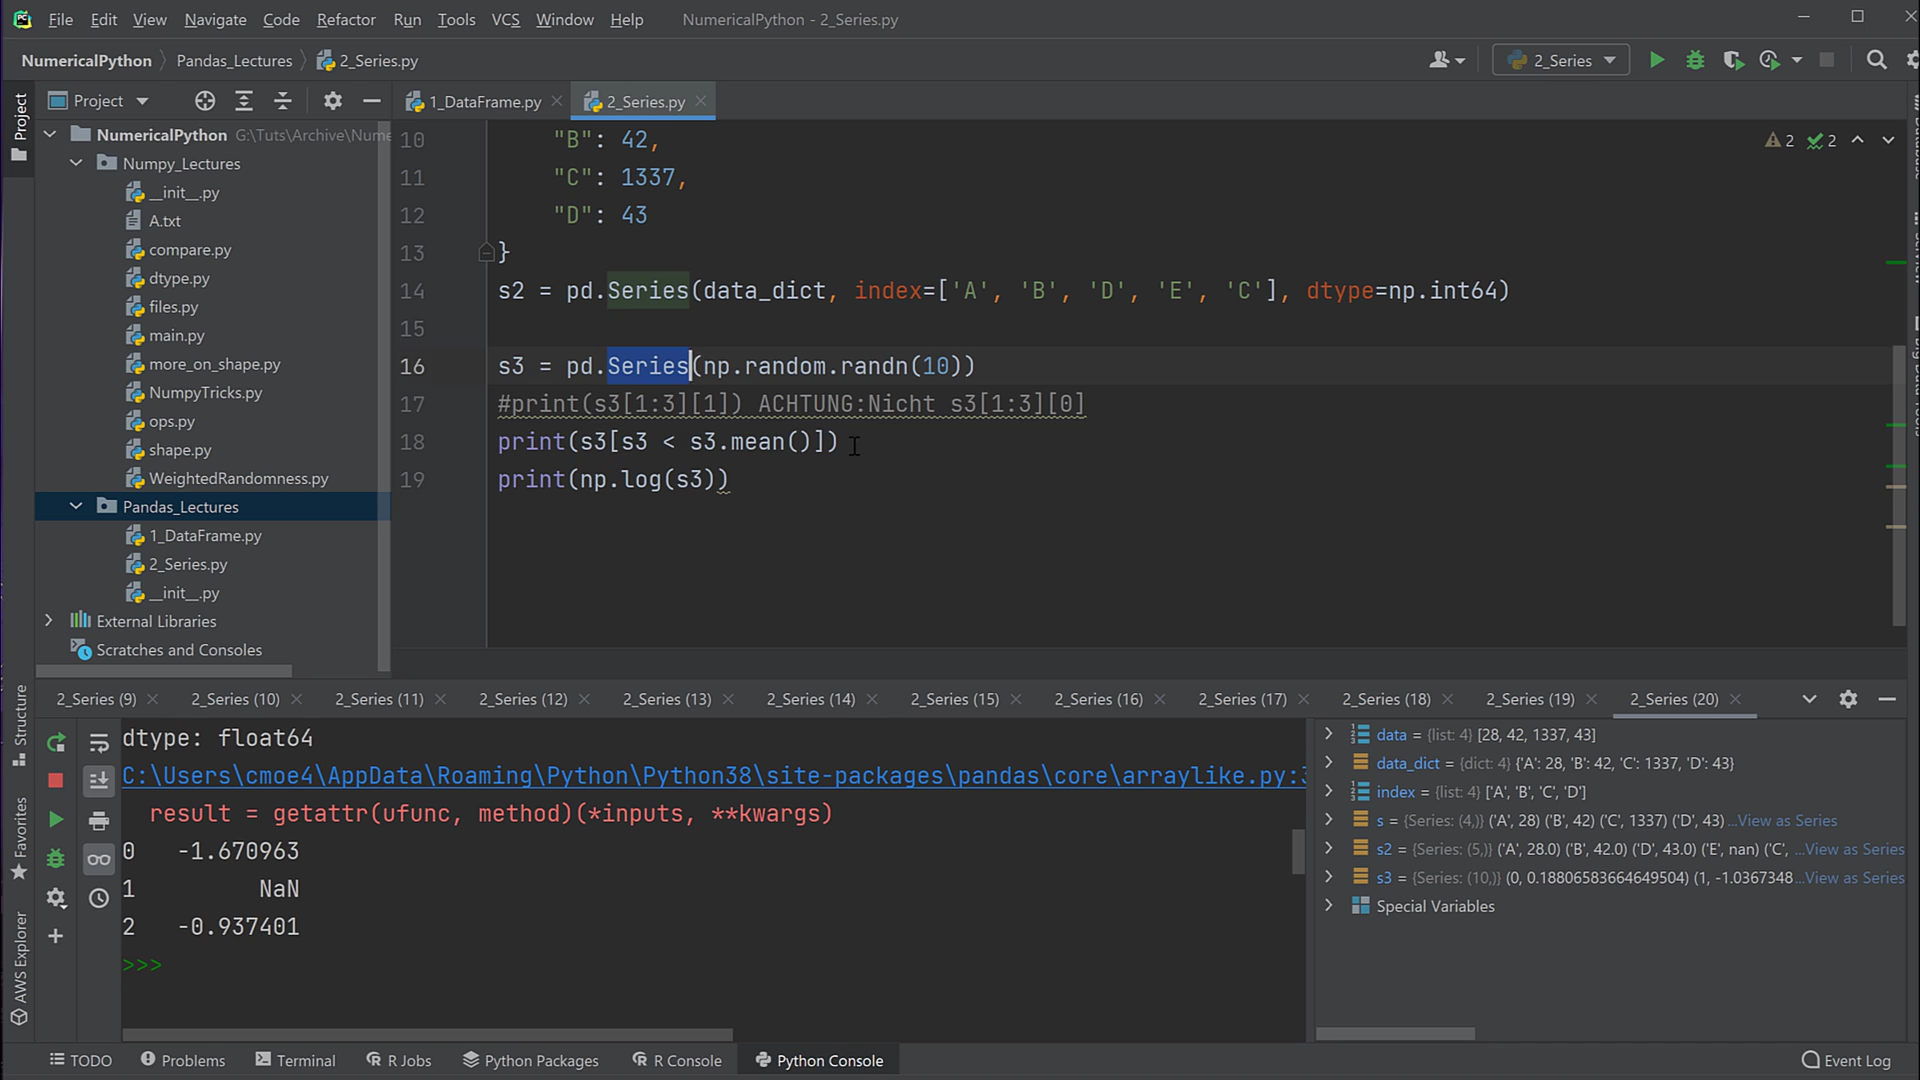 File Edit View Navigate Code Refactor Run Tools VCS Window Help NumericalPython - 2_Series.py
NumericalPython Pandas_Lectures 2_Series.py 2_Series
Project
Project
1_DataFrame.py
2_Series.py
NumericalPython G:\Tuts\Archive\Nume
Numpy_Lectures
__init__.py
A.txt
compare.py
dtype.py
files.py
main.py
more_on_shape.py
NumpyTricks.py
ops.py
shape.py
WeightedRandomness.py
Pandas_Lectures
1_DataFrame.py
2_Series.py
__init__.py
External Libraries
Scratches and Consoles
10 "B": 42,
11 "C": 1337,
12 "D": 43
13 }
14 s2 = pd.Series(data_dict, index=['A', 'B', 'D', 'E', 'C'], dtype=np.int64)
15
16 s3 = pd.Series(np.random.randn(10))
17 #print(s3[1:3][1]) ACHTUNG:Nicht s3[1:3][0]
18 print(s3[s3 < s3.mean()])
19 print(np.log(s3))
2 2
Structure
Favorites
AWS Explorer
2_Series (9) 2_Series (10) 2_Series (11) 2_Series (12) 2_Series (13) 2_Series (14) 2_Series (15) 2_Series (16) 2_Series (17) 2_Series (18) 2_Series (19) 2_Series (20)
dtype: float64
C:\Users\cmoe4\AppData\Roaming\Python\Python38\site-packages\pandas\core\arraylike.py:3
result = getattr(ufunc, method)(*inputs, **kwargs)
0 -1.670963
1 NaN
2 -0.937401
>>>
data = {list: 4} [28, 42, 1337, 43]
data_dict = {dict: 4} {'A': 28, 'B': 42, 'C': 1337, 'D': 43}
index = {list: 4} ['A', 'B', 'C', 'D']
s = {Series: (4,)} ('A', 28) ('B', 42) ('C', 1337) ('D', 43) ...View as Series
s2 = {Series: (5,)} ('A', 28.0) ('B', 42.0) ('D', 43.0) ('E', nan) ('C', ...View as Series
s3 = {Series: (10,)} (0, 0.18806583664649504) (1, -1.0367348 ...View as Series
Special Variables
TODO Problems Terminal R Jobs Python Packages R Console Python Console Event Log